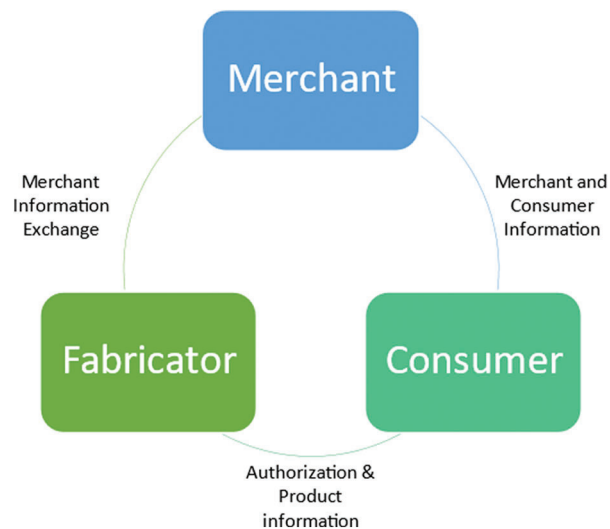 Merchant
Merchant
Information
Exchange
Merchant and
Consumer
Information
Fabricator
Consumer
Authorization &
Product
information